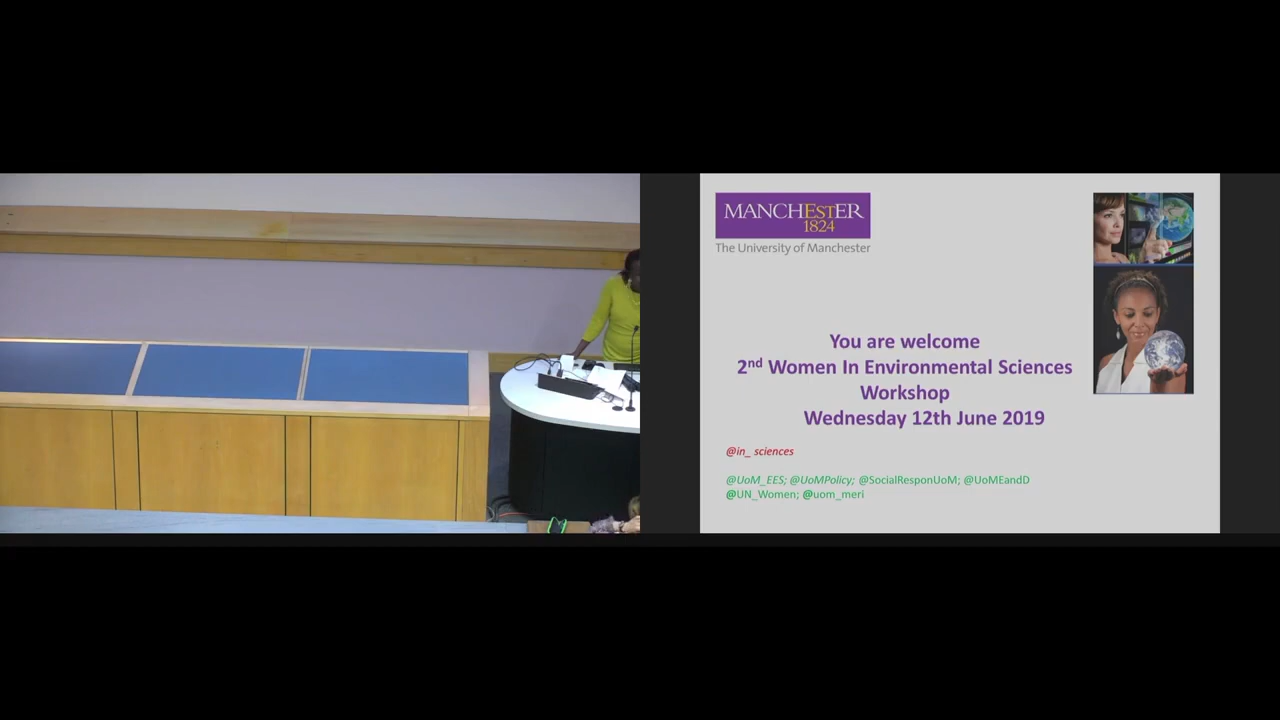 MANCHESTER
1824
The University of Manchester
You are welcome
2nd Women In Environmental Sciences
Workshop
Wednesday 12th June 2019
@in_ sciences
@UoM_EES; @UoMPolicy; @SocialResponUoM; @UoMEandD
@UN_Women; @uom_meri